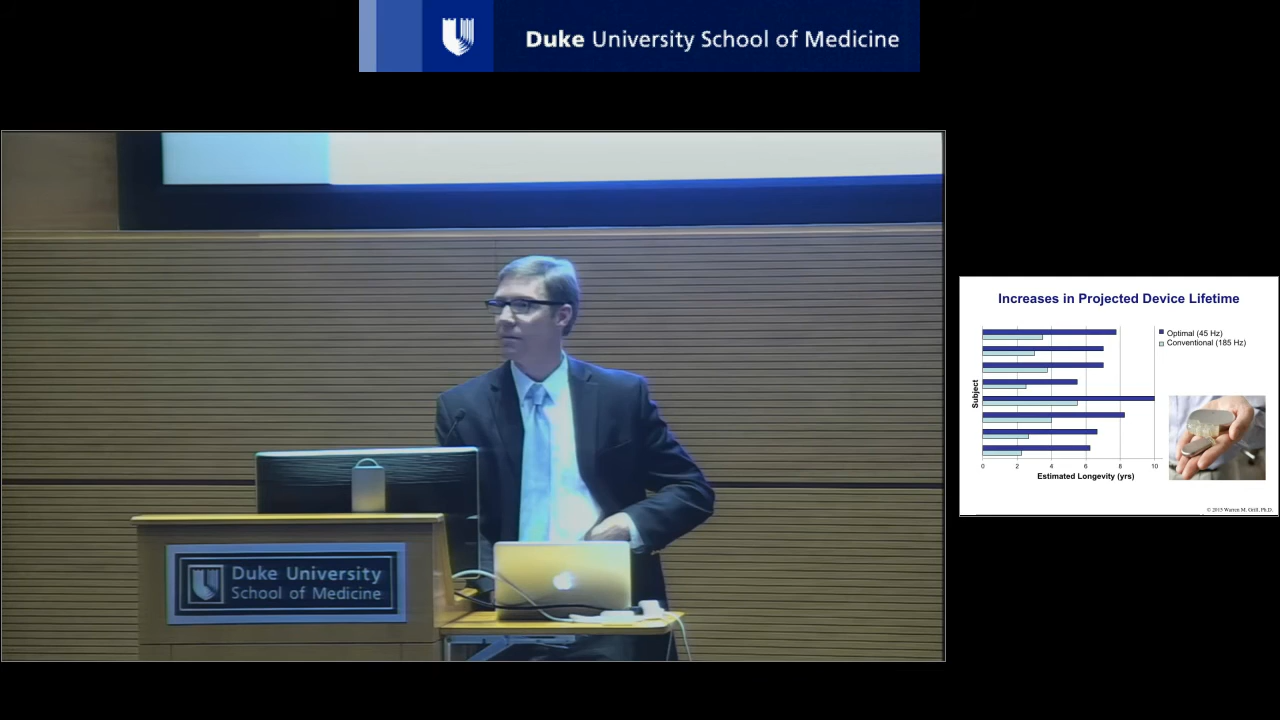 Duke University School of Medicine
Duke University
School of Medicine
Increases in Projected Device Lifetime
Optimal (45 Hz)
Conventional (185 Hz)
Subject
0 2 4 6 8 10
Estimated Longevity (yrs)
© 2015 Warren M. Grill, Ph.D.